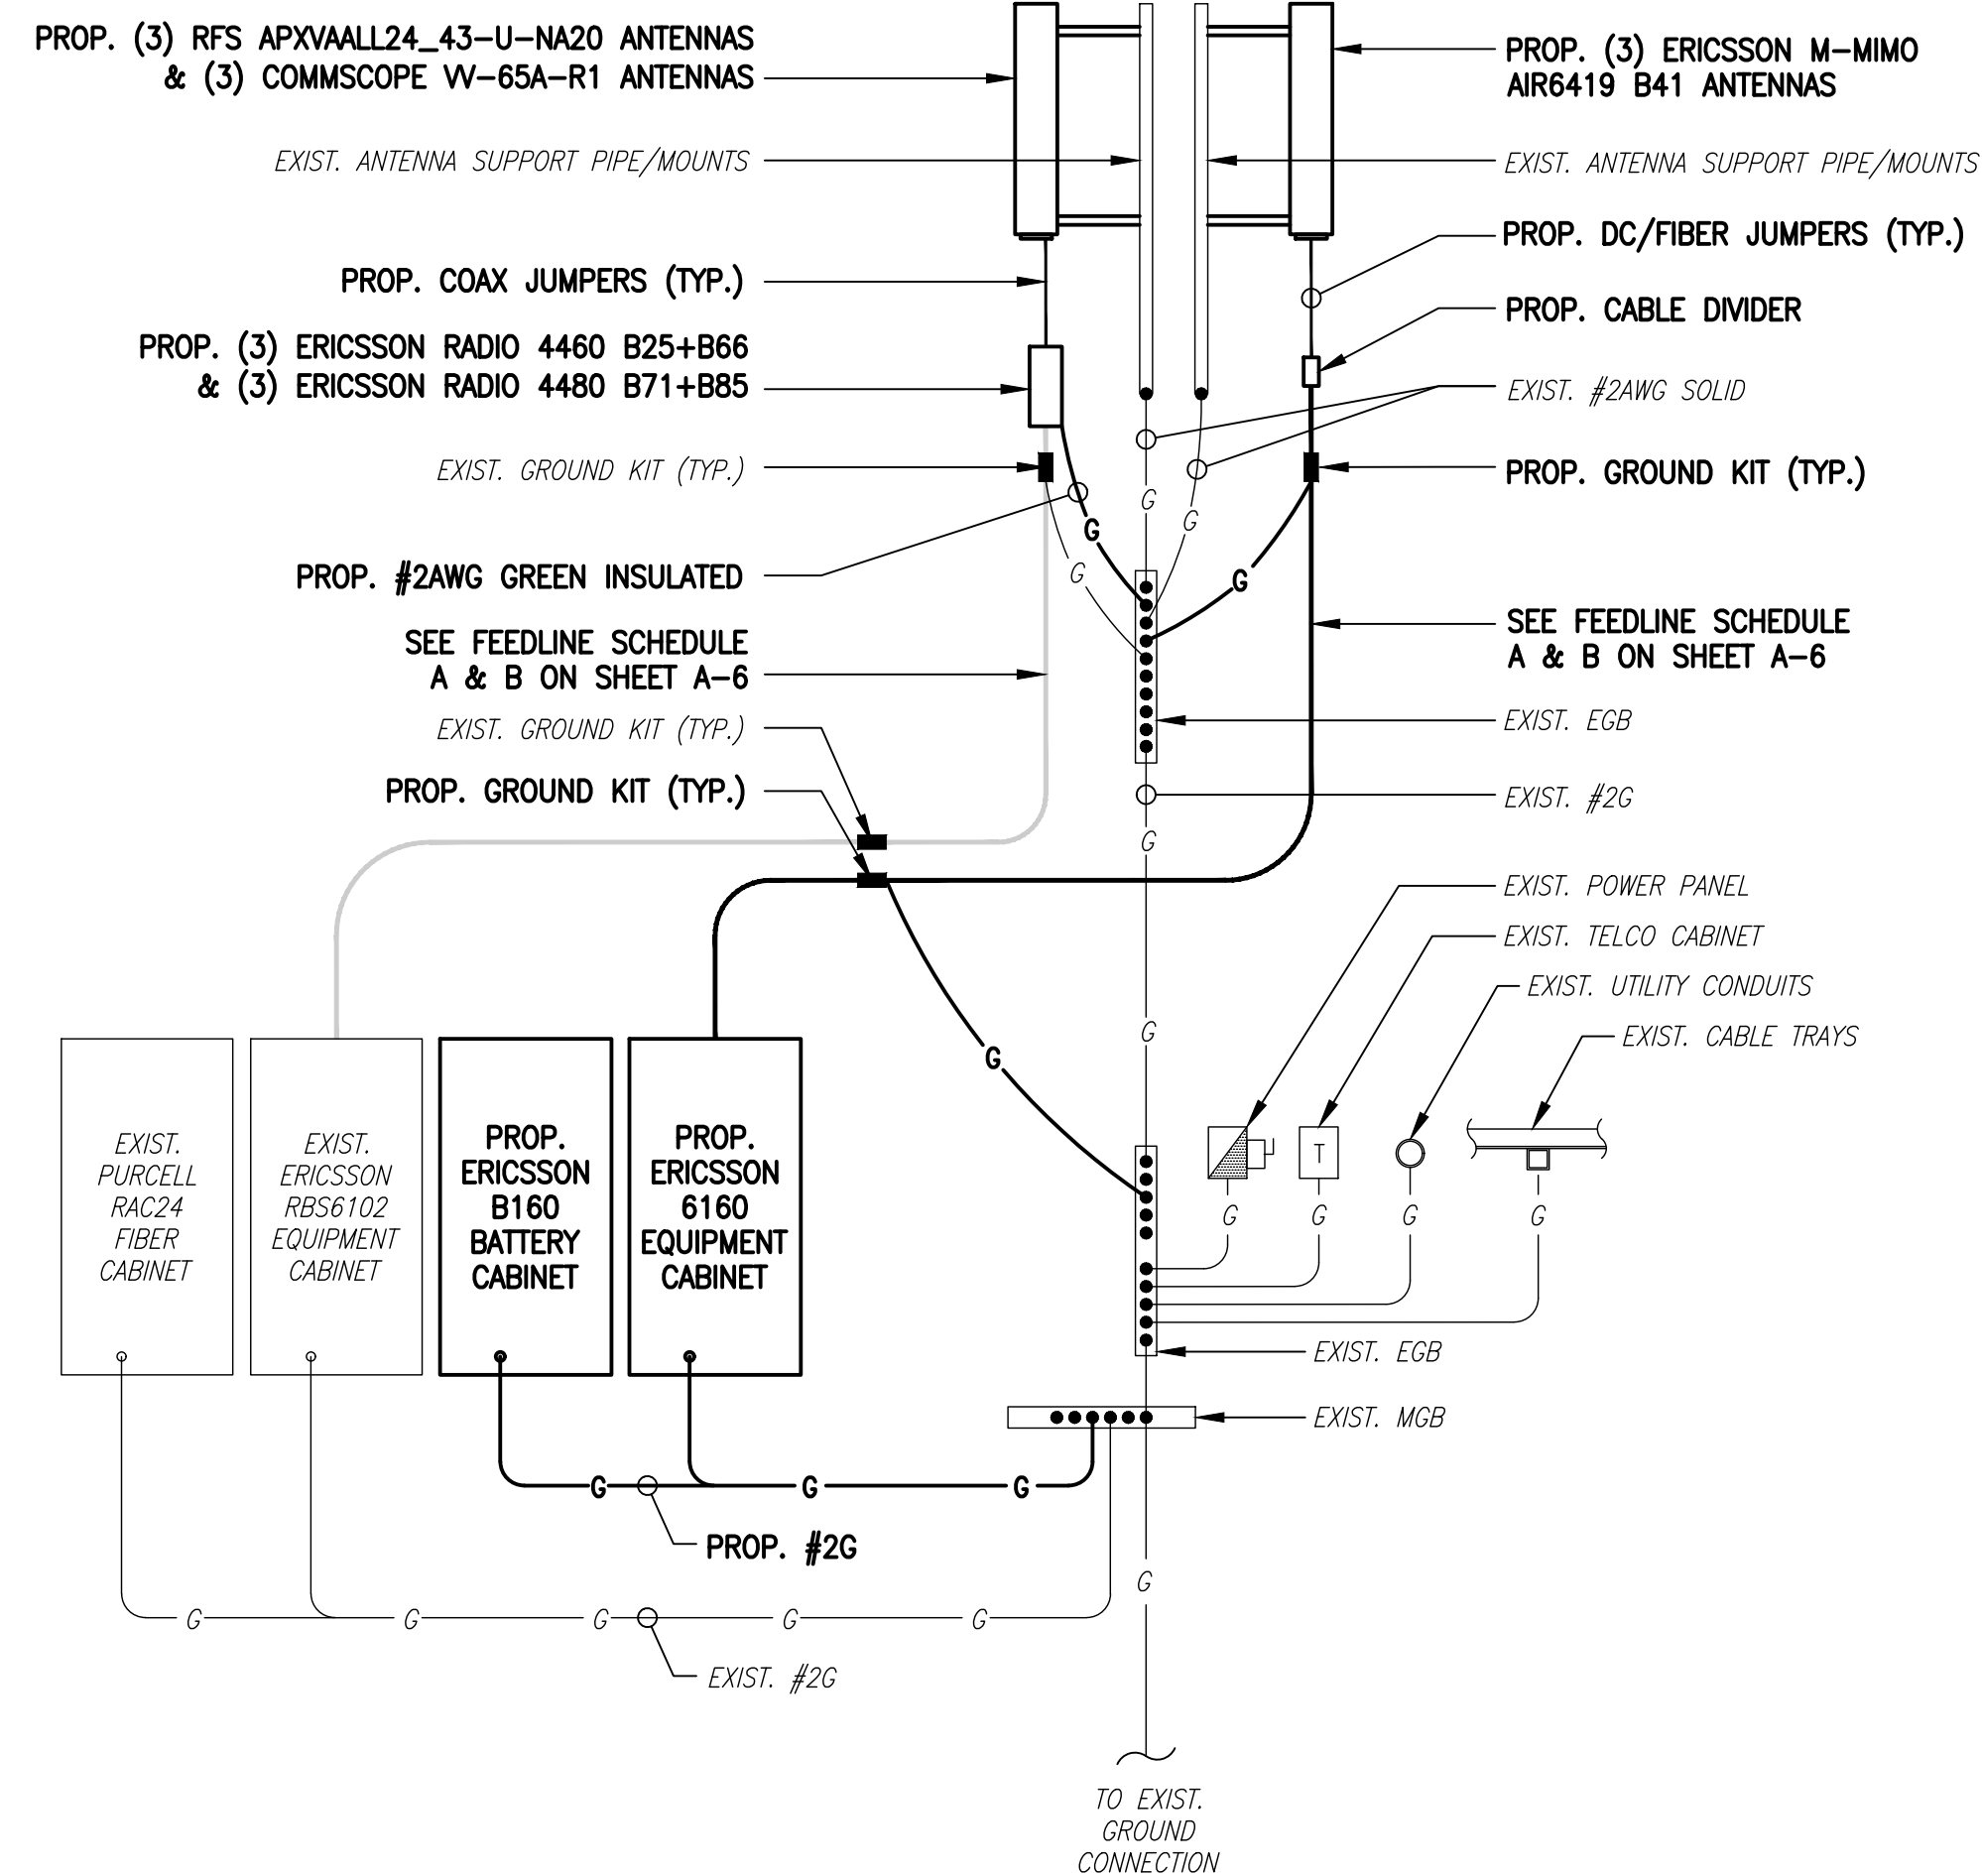 PROP. (3) RFS APXVAALL24_43-U-NA20 ANTENNAS
& (3) COMMSCOPE VV-65A-R1 ANTENNAS
EXIST. ANTENNA SUPPORT PIPE/MOUNTS
PROP. COAX JUMPERS (TYP.)
PROP. (3) ERICSSON RADIO 4460 B25+B66
& (3) ERICSSON RADIO 4480 B71+B85
EXIST. GROUND KIT (TYP.)
PROP. #2AWG GREEN INSULATED
SEE FEEDLINE SCHEDULE
A & B ON SHEET A-6
EXIST. GROUND KIT (TYP.)
PROP. GROUND KIT (TYP.)
PROP. (3) ERICSSON M-MIMO
AIR6419 B41 ANTENNAS
EXIST. ANTENNA SUPPORT PIPE/MOUNTS
PROP. DC/FIBER JUMPERS (TYP.)
PROP. CABLE DIVIDER
EXIST. #2AWG SOLID
PROP. GROUND KIT (TYP.)
SEE FEEDLINE SCHEDULE
A & B ON SHEET A-6
EXIST. EGB
EXIST. #2G
EXIST. POWER PANEL
EXIST. TELCO CABINET
EXIST. UTILITY CONDUITS
EXIST. CABLE TRAYS
G
G
G
G
G
G
G
G
T
G
G
G
G
EXIST.
PURCELL
RAC24
FIBER
CABINET
EXIST.
ERICSSON
RBS6102
EQUIPMENT
CABINET
PROP.
ERICSSON
B160
BATTERY
CABINET
PROP.
ERICSSON
6160
EQUIPMENT
CABINET
EXIST. EGB
EXIST. MGB
G
G
G
PROP. #2G
G
G
G
G
G
G
EXIST. #2G
TO EXIST.
GROUND
CONNECTION